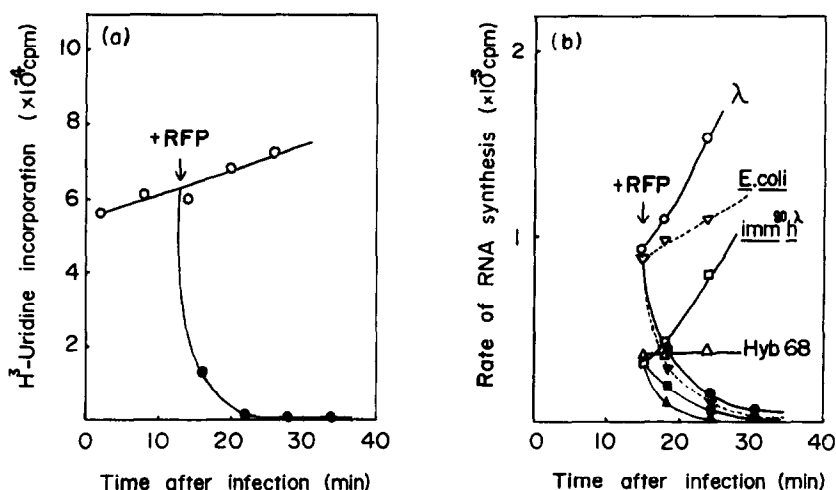 (a)
H³-Uridine incorporation (×10⁻⁴cpm)
10
8
6
4
2
+RFP
0 10 20 30 40
Time after infection (min)
(b)
Rate of RNA synthesis (×10⁻³cpm)
2
1
+RFP
λ
E.coli
imm⁸⁰h^λ
Hyb 68
0 10 20 30 40
Time after infection (min)